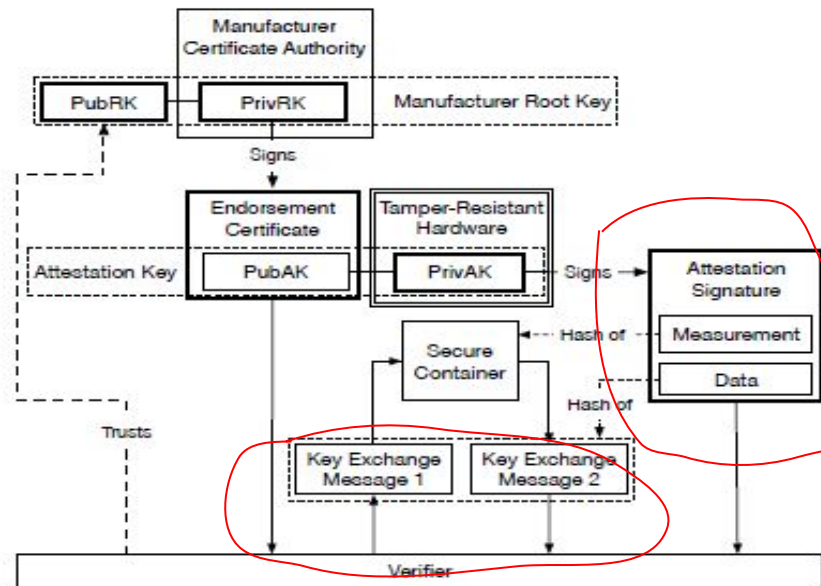 Manufacturer
Certificate Authority
PubRK
PrivRK
Manufacturer Root Key
Signs
Endorsement
Certificate
Tamper-Resistant
Hardware
Attestation Key
PubAK
PrivAK
Signs
Attestation
Signature
Secure
Container
Hash of
Measurement
Data
Hash of
Trusts
Key Exchange
Message 1
Key Exchange
Message 2
Verifier